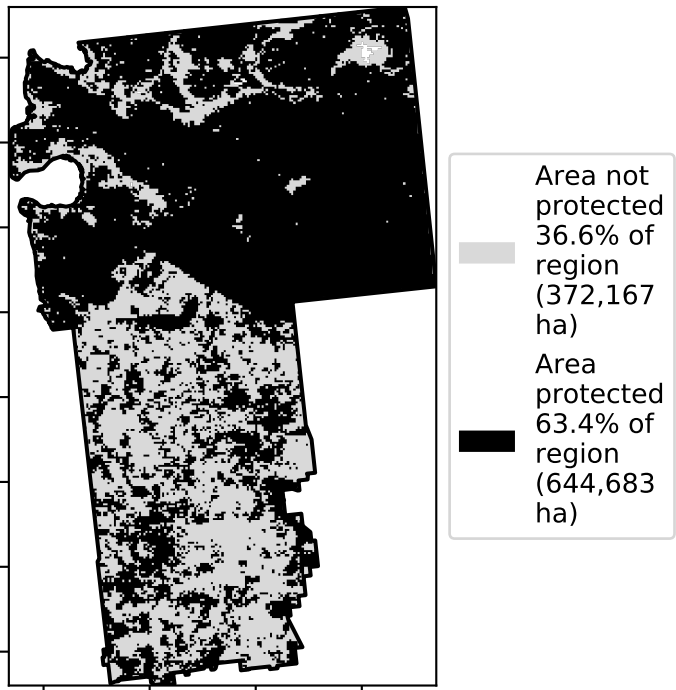 Area not
protected
36.6% of
region
(372,167
ha)
Area
protected
63.4% of
region
(644,683
ha)